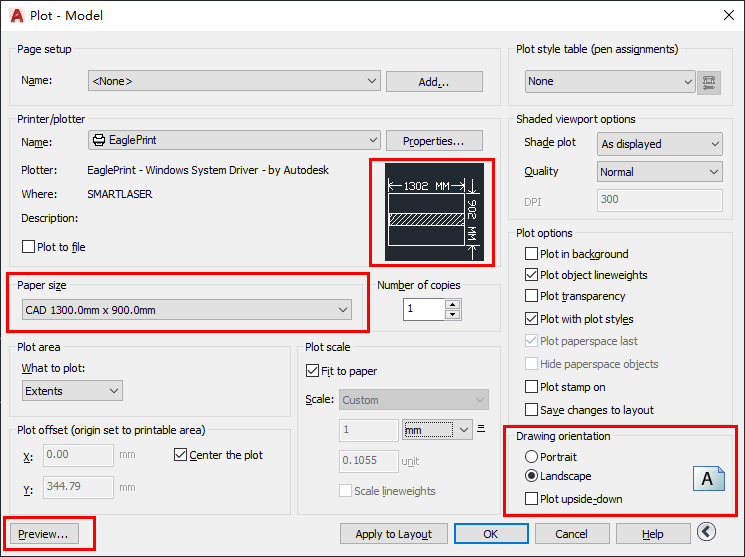 Plot - Model
Page setup
Name:
<None>
Add...
Printer/plotter
Name:
EaglePrint
Properties...
Plotter:
EaglePrint - Windows System Driver - by Autodesk
Where:
SMARTLASER
Description:
Plot to file
1302 MM
902 MM
Paper size
CAD 1300.0mm x 900.0mm
Number of copies
1
Plot area
What to plot:
Extents
Plot scale
Fit to paper
Scale:
Custom
1
mm
=
0.1055
unit
Scale lineweights
Plot offset (origin set to printable area)
X:
0.00
mm
Center the plot
Y:
344.79
mm
Plot style table (pen assignments)
None
Shaded viewport options
Shade plot
As displayed
Quality
Normal
DPI
300
Plot options
Plot in background
Plot object lineweights
Plot transparency
Plot with plot styles
Plot paperspace last
Hide paperspace objects
Plot stamp on
Save changes to layout
Drawing orientation
Portrait
Landscape
Plot upside-down
A
Preview...
Apply to Layout
OK
Cancel
Help